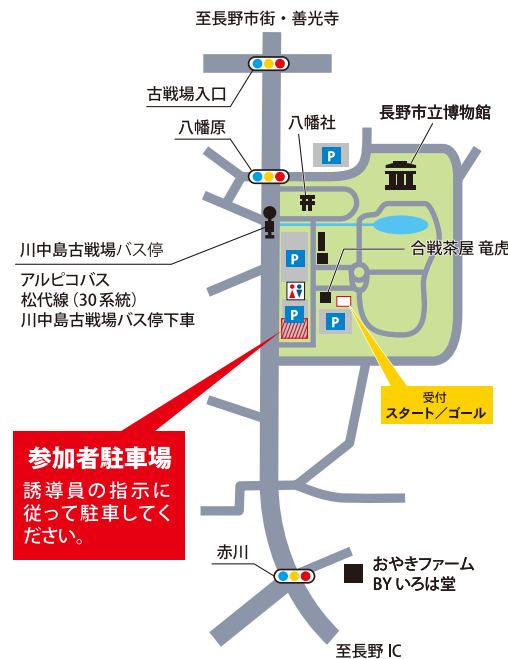 至長野市街・善光寺
古戦場入口
八幡原
八幡社
長野市立博物館
P
川中島古戦場バス停
アルピコバス
松代線（30系統）
川中島古戦場バス停下車
合戦茶屋 竜虎
P
P
P
受付
スタート／ゴール
参加者駐車場
誘導員の指示に
従って駐車してく
ださい。
赤川
おやきファーム
BYいろは堂
至長野IC